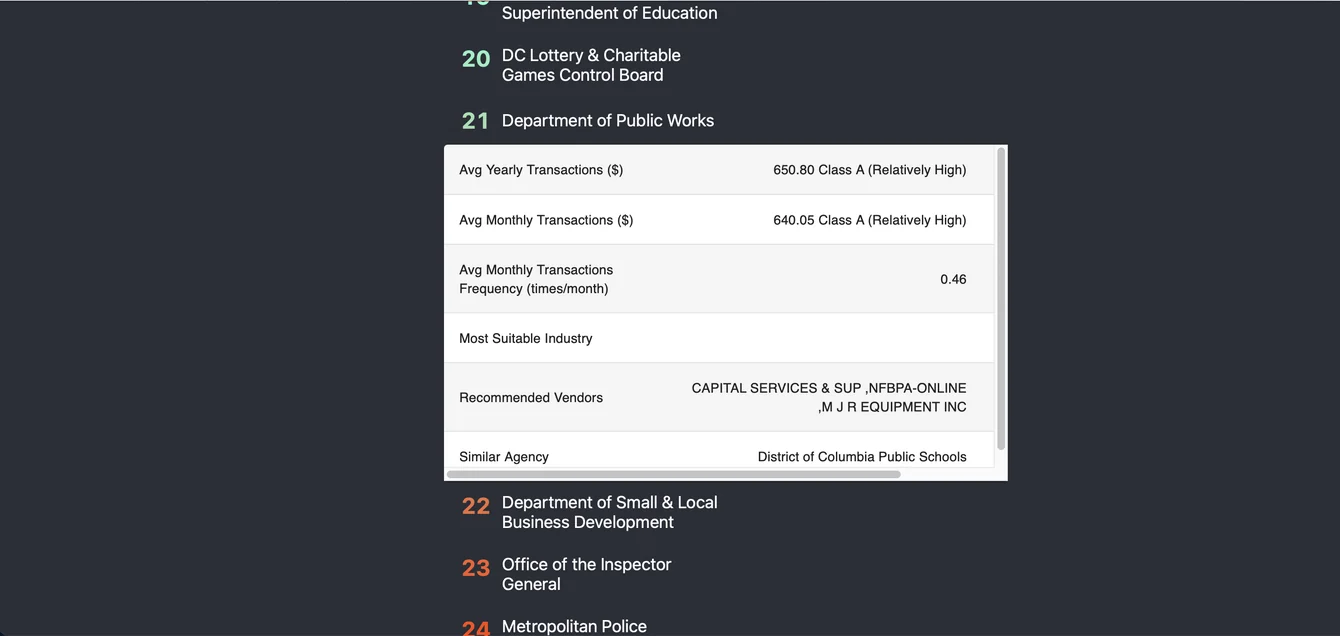 19
Superintendent of Education
20
DC Lottery & Charitable
Games Control Board
21
Department of Public Works
Avg Yearly Transactions ($)
650.80 Class A (Relatively High)
Avg Monthly Transactions ($)
640.05 Class A (Relatively High)
Avg Monthly Transactions
Frequency (times/month)
0.46
Most Suitable Industry
Recommended Vendors
CAPITAL SERVICES & SUP ,NFBPA-ONLINE
,M J R EQUIPMENT INC
Similar Agency
District of Columbia Public Schools
22
Department of Small & Local
Business Development
23
Office of the Inspector
General
24
Metropolitan Police